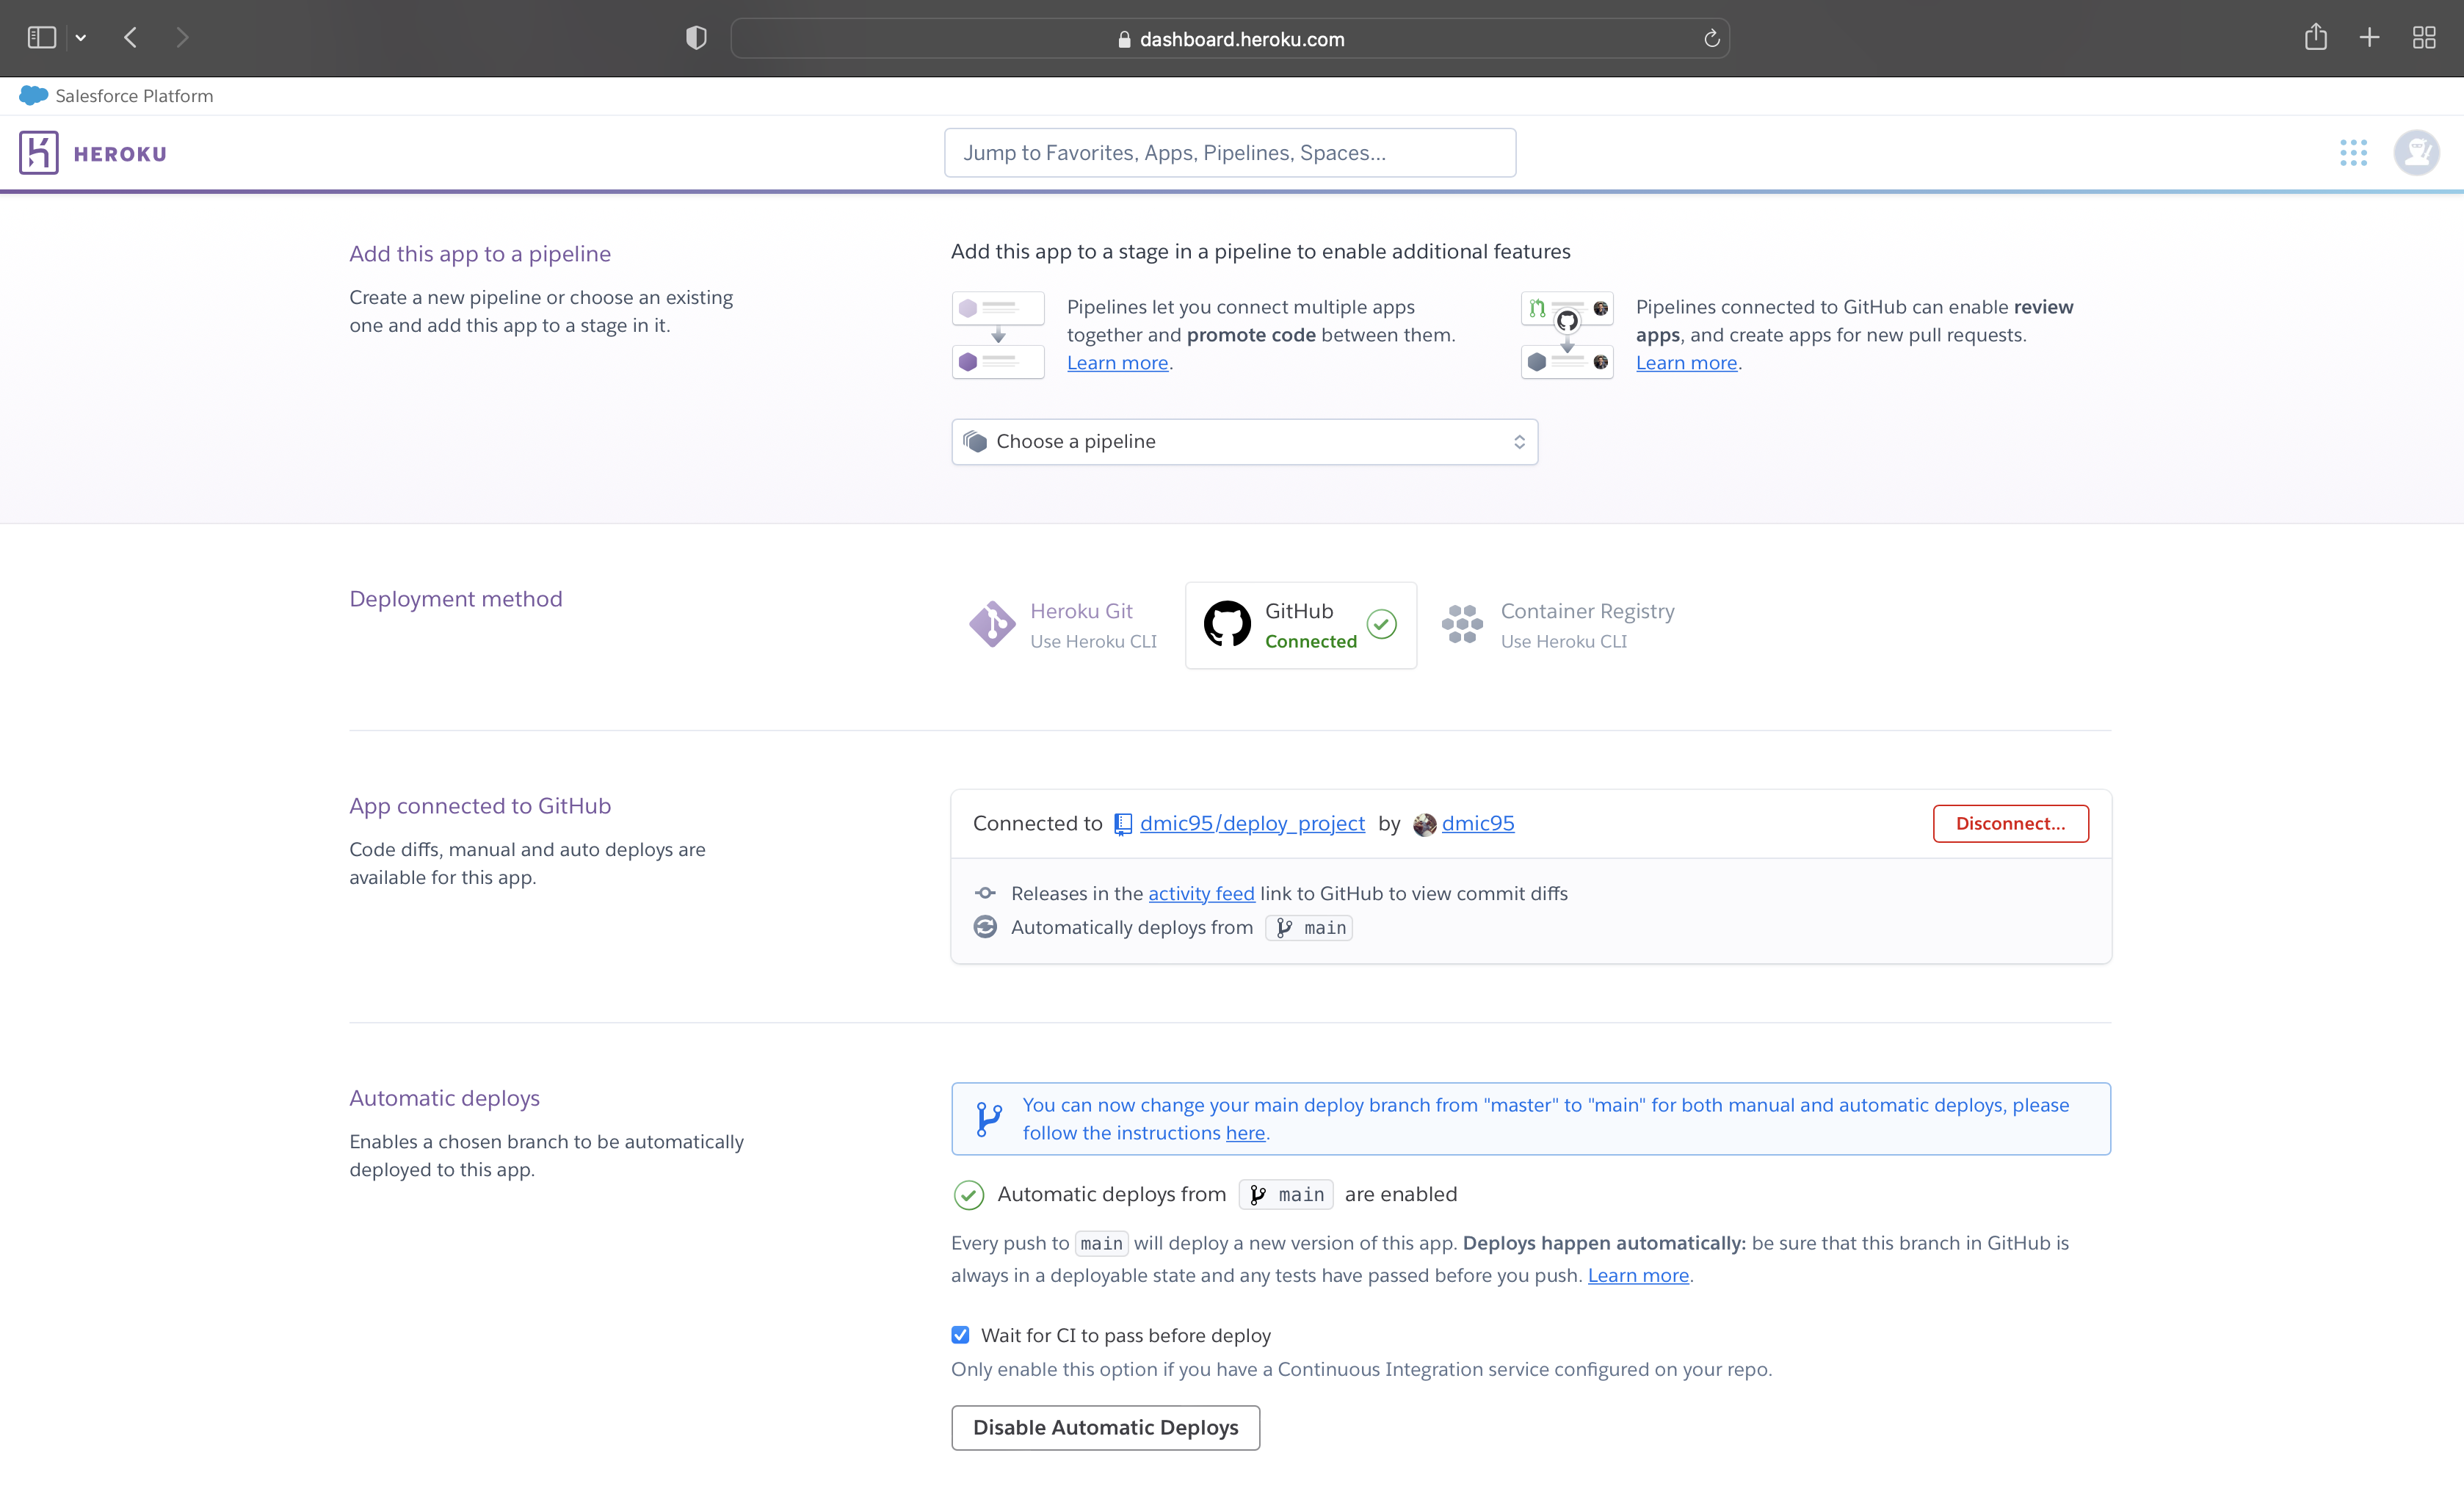 dashboard.heroku.com
Salesforce Platform
HEROKU
Jump to Favorites, Apps, Pipelines, Spaces...
Add this app to a pipeline
Create a new pipeline or choose an existing
one and add this app to a stage in it.
Add this app to a stage in a pipeline to enable additional features
Pipelines let you connect multiple apps
together and promote code between them.
Learn more.
Pipelines connected to GitHub can enable review
apps, and create apps for new pull requests.
Learn more.
Choose a pipeline
Deployment method
Heroku Git
Use Heroku CLI
GitHub
Connected
Container Registry
Use Heroku CLI
App connected to GitHub
Code diffs, manual and auto deploys are
available for this app.
Connected to dmic95/deploy_project by dmic95
Disconnect...
Releases in the activity feed link to GitHub to view commit diffs
Automatically deploys from main
Automatic deploys
Enables a chosen branch to be automatically
deployed to this app.
You can now change your main deploy branch from "master" to "main" for both manual and automatic deploys, please
follow the instructions here.
Automatic deploys from main are enabled
Every push to main will deploy a new version of this app. Deploys happen automatically: be sure that this branch in GitHub is
always in a deployable state and any tests have passed before you push. Learn more.
Wait for CI to pass before deploy
Only enable this option if you have a Continuous Integration service configured on your repo.
Disable Automatic Deploys